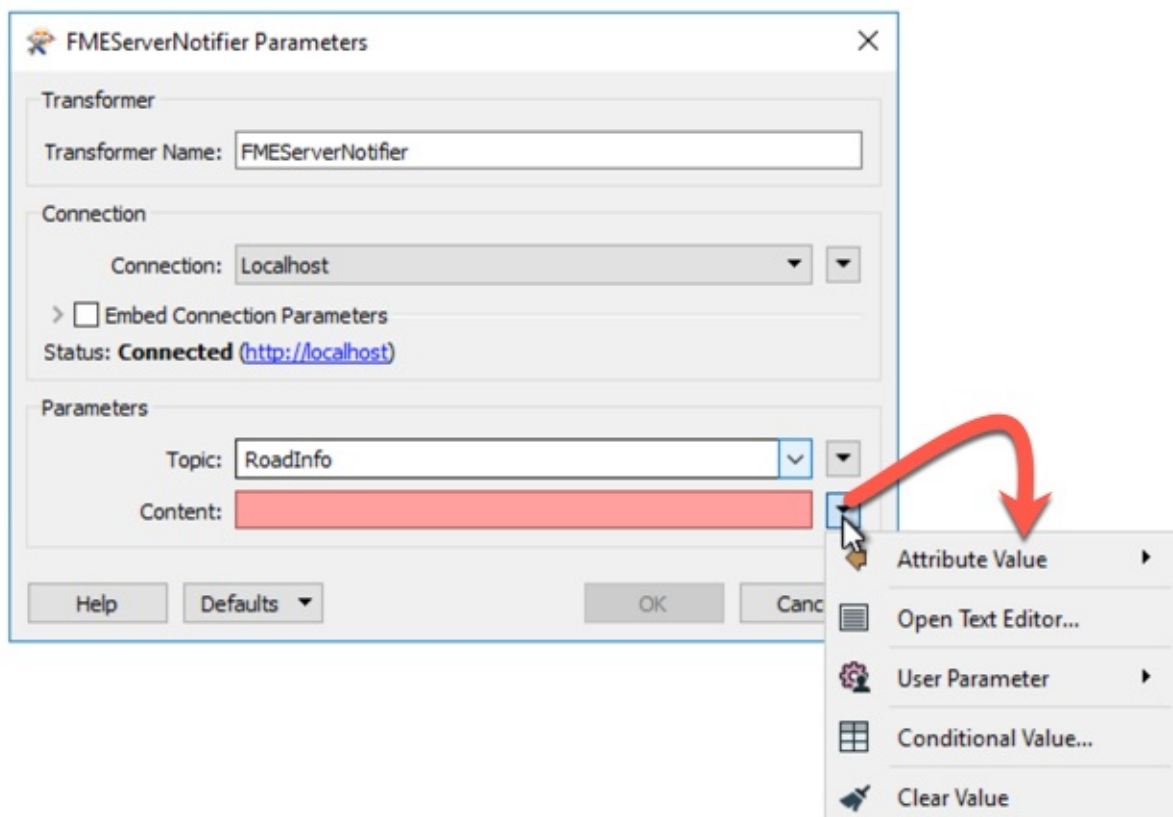 FMEServerNotifier Parameters
Transformer
Transformer Name: FMEServerNotifier
Connection
Connection: Localhost
Embed Connection Parameters
Status: Connected (http://localhost)
Parameters
Topic: RoadInfo
Content:
Help Defaults OK Canc
Attribute Value
Open Text Editor...
User Parameter
Conditional Value...
Clear Value